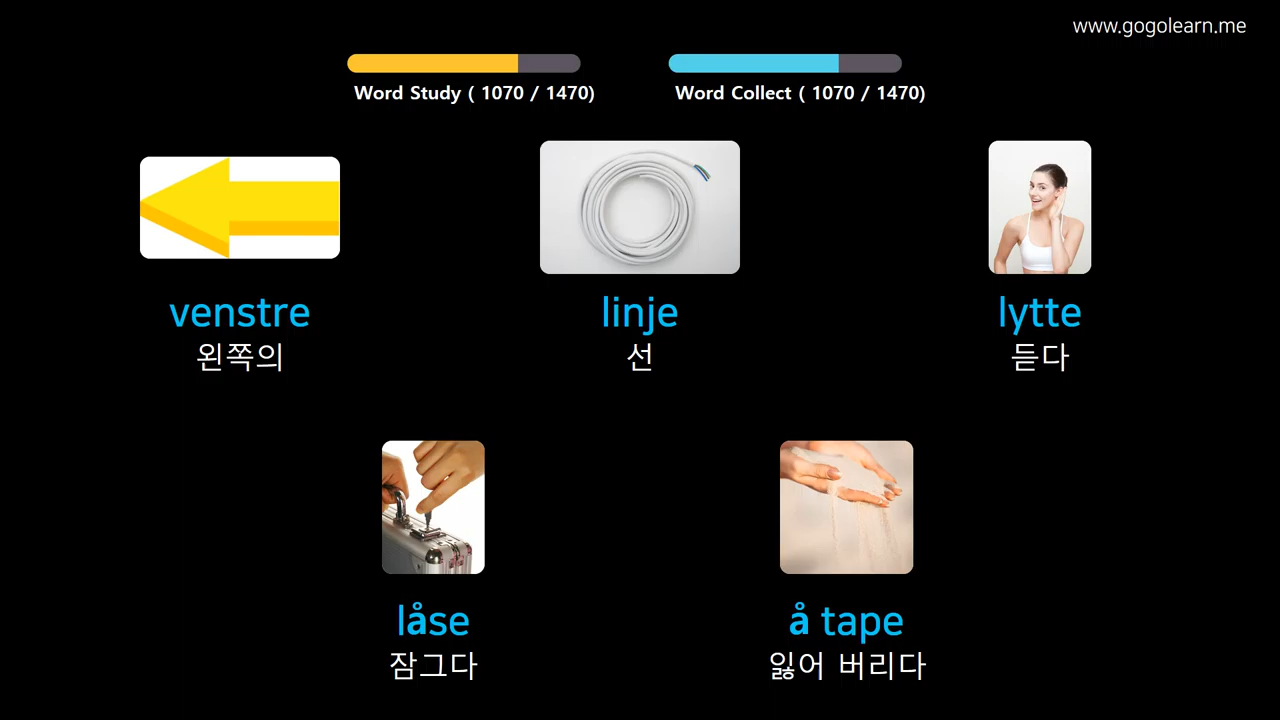 www.gogolearn.me
Word Study ( 1070 / 1470)
Word Collect ( 1070 / 1470)
venstre
왼쪽의
linje
선
lytte
듣다
låse
잠그다
å tape
잃어 버리다